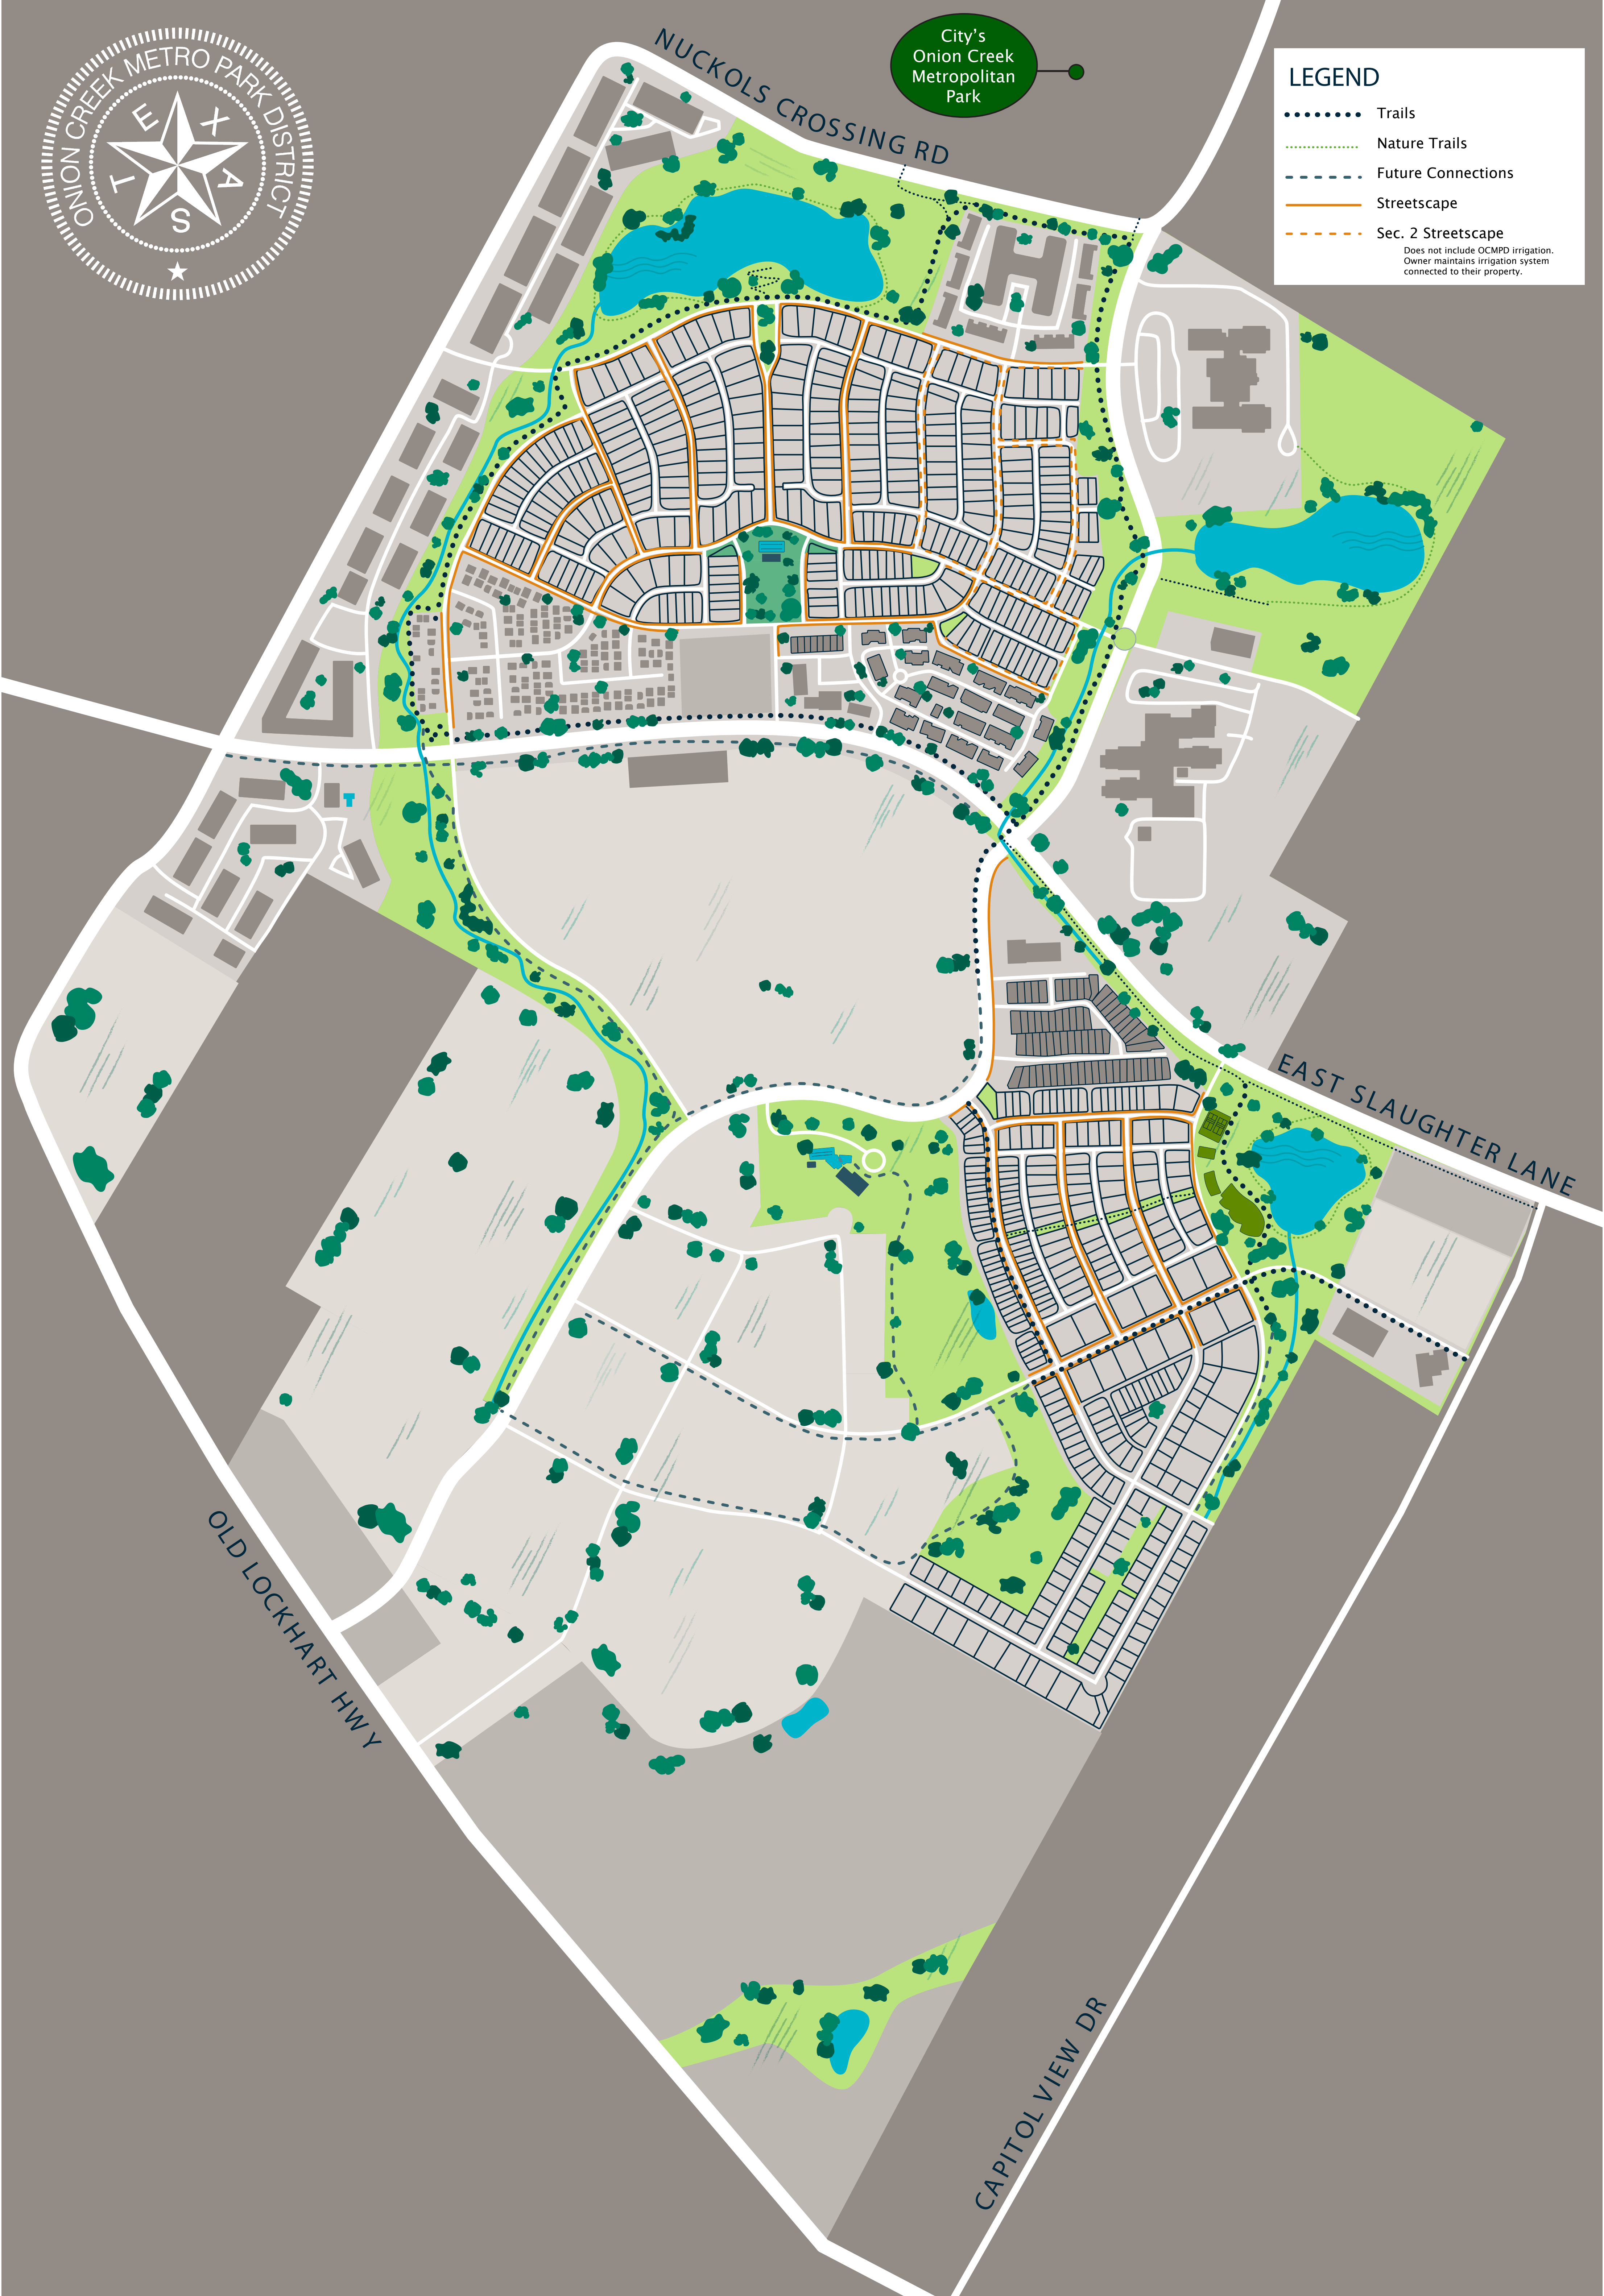 ONION CREEK METRO PARK DISTRICT
TEXAS
NUCKOLS CROSSING RD
City's
Onion Creek
Metropolitan
Park
LEGEND
Trails
Nature Trails
Future Connections
Streetscape
Sec. 2 Streetscape
Does not include OCMPD irrigation.
Owner maintains irrigation system
connected to their property.
EAST SLAUGHTER LANE
OLD LOCKHART HWY
CAPITOL VIEW DR